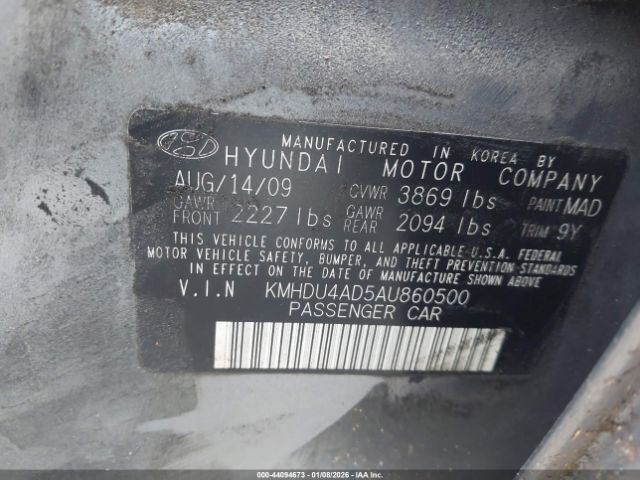 MANUFACTURED IN KOREA BY
HYUNDAI MOTOR COMPANY
AUG/14/09 GVWR 3869 lbs PAINT MAD
GAWR FRONT 2227 lbs GAWR REAR 2094 lbs TRIM 9Y
THIS VEHICLE CONFORMS TO ALL APPLICABLE U.S.A. FEDERAL
MOTOR VEHICLE SAFETY, BUMPER, AND THEFT PREVENTION STANDARDS
IN EFFECT ON THE DATE OF MANUFACTURE SHOWN ABOVE
V.I.N KMHDU4AD5AU860500
PASSENGER CAR
000-44094673 | 01/08/2026 - IAAI.COM